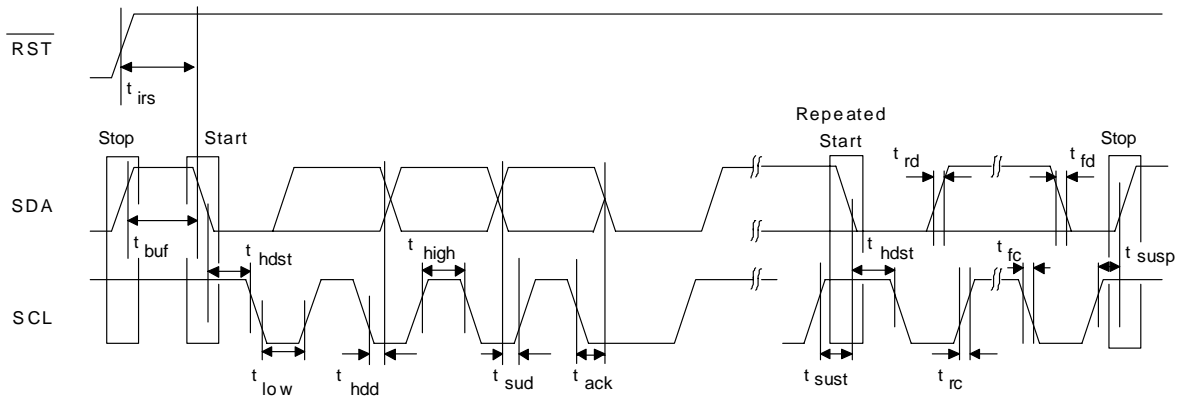 RST
t irs
Repeated
Stop
Start
Start
Stop
t rd
t fd
SDA
t buf
t hdst
t high
t hdst
t fc
t susp
SCL
t low
t hdd
t sud
t ack
t sust
t rc